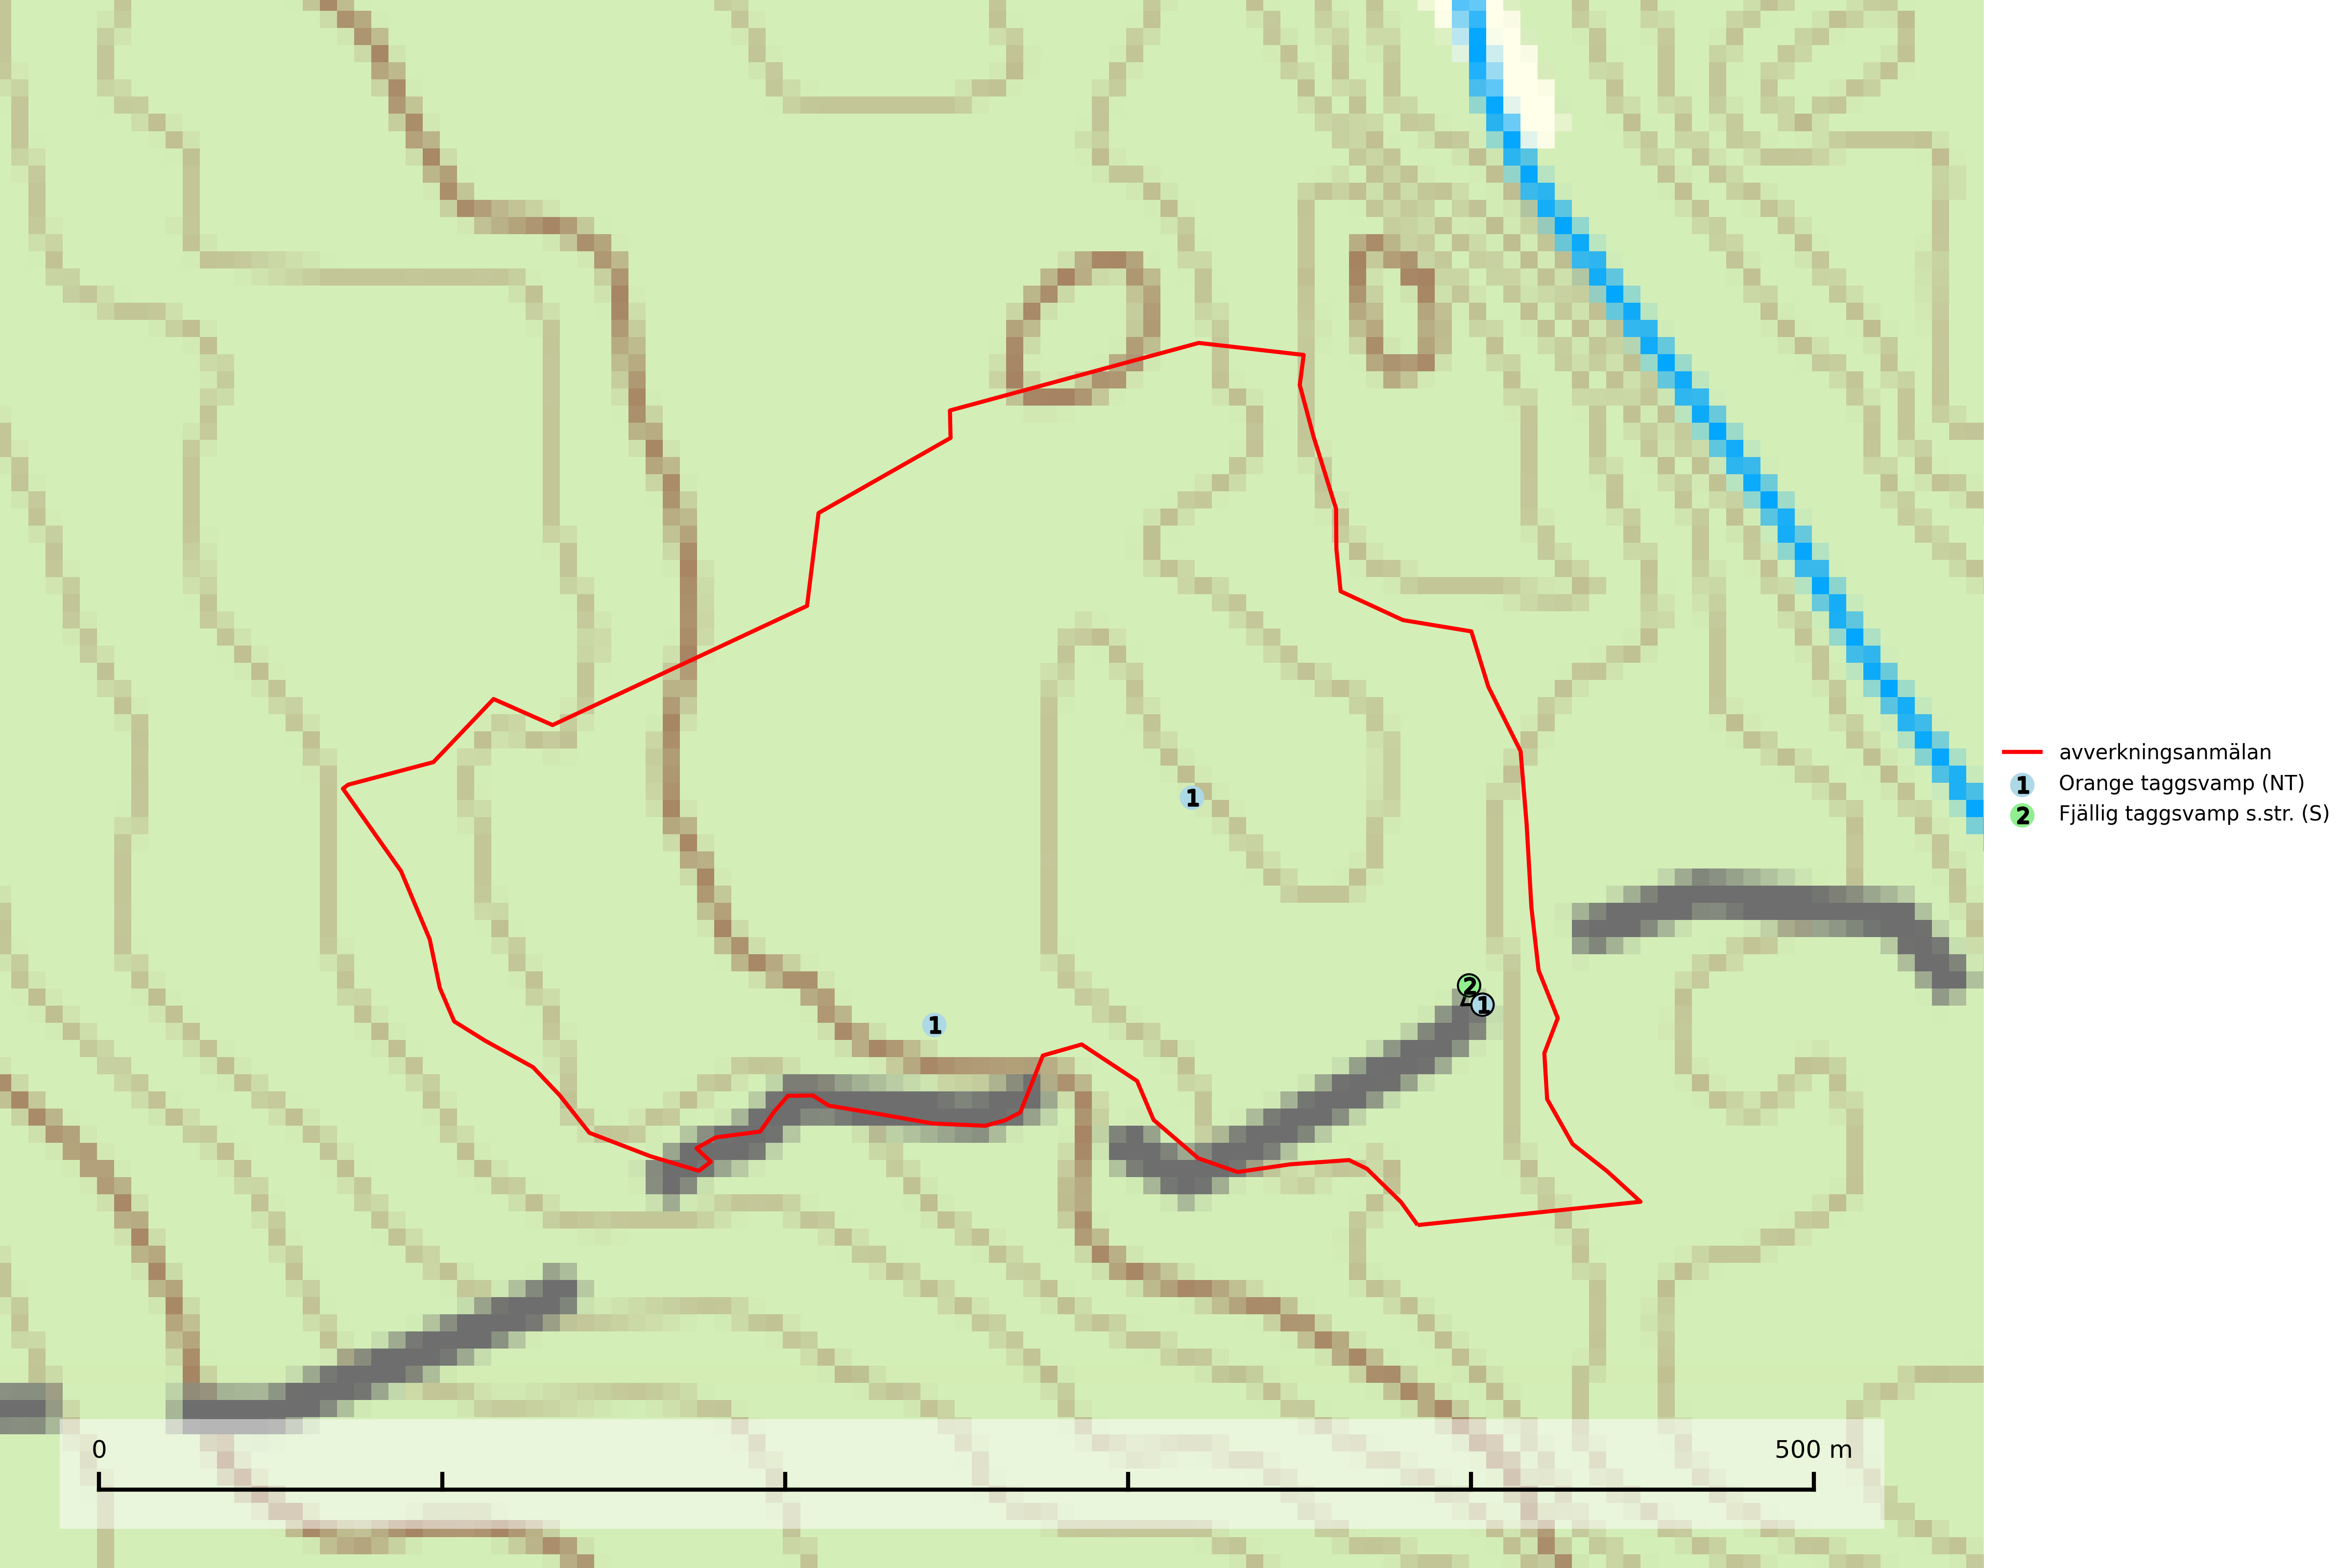 1
2
1
1
avverkningsanmälan
1 Orange taggsvamp (NT)
2 Fjällig taggsvamp s.str. (S)
0 500 m